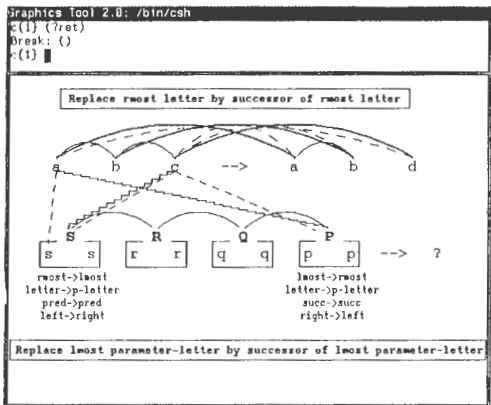 Graphics Tool 2.0: /bin/csh
c{1} (?ret)
Break: ()
c{1}
Replace rmost letter by successor of rmost letter
a b c --> a b d
S R Q P
s s r r q q p p --> ?
rmost->lmost lmost->rmost
letter->p-letter letter->p-letter
pred->pred succ->succ
left->right right->left
Replace lmost parameter-letter by successor of lmost parameter-letter